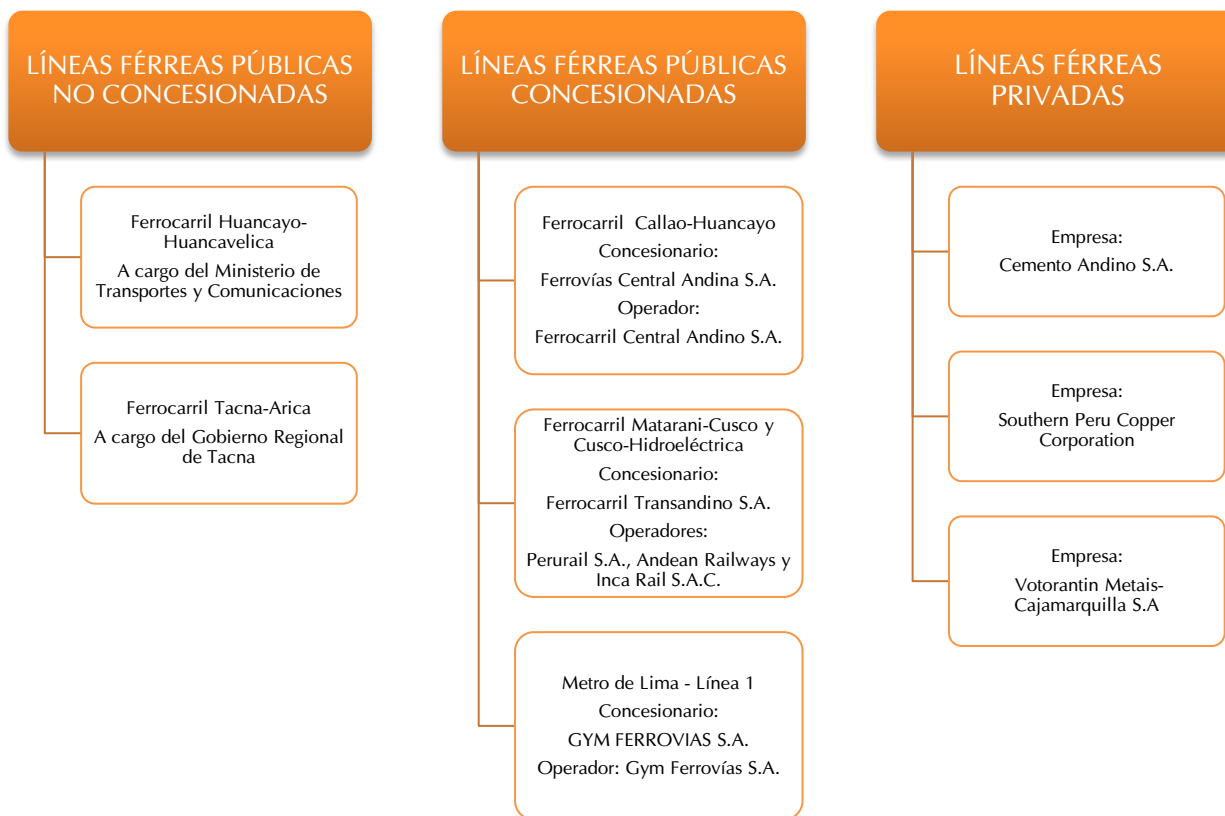 LÍNEAS FÉRREAS PÚBLICAS
NO CONCESIONADAS
Ferrocarril Huancayo-
Huancavelica
A cargo del Ministerio de
Transportes y Comunicaciones
Ferrocarril Tacna-Arica
A cargo del Gobierno Regional
de Tacna
LÍNEAS FÉRREAS PÚBLICAS
CONCESIONADAS
Ferrocarril Callao-Huancayo
Concesionario:
Ferrovías Central Andina S.A.
Operador:
Ferrocarril Central Andino S.A.
Ferrocarril Matarani-Cusco y
Cusco-Hidroeléctrica
Concesionario:
Ferrocarril Transandino S.A.
Operadores:
Perurail S.A., Andean Railways y
Inca Rail S.A.C.
Metro de Lima - Línea 1
Concesionario:
GYM FERROVIAS S.A.
Operador: Gym Ferrovías S.A.
LÍNEAS FÉRREAS
PRIVADAS
Empresa:
Cemento Andino S.A.
Empresa:
Southern Peru Copper
Corporation
Empresa:
Votorantin Metais-
Cajamarquilla S.A